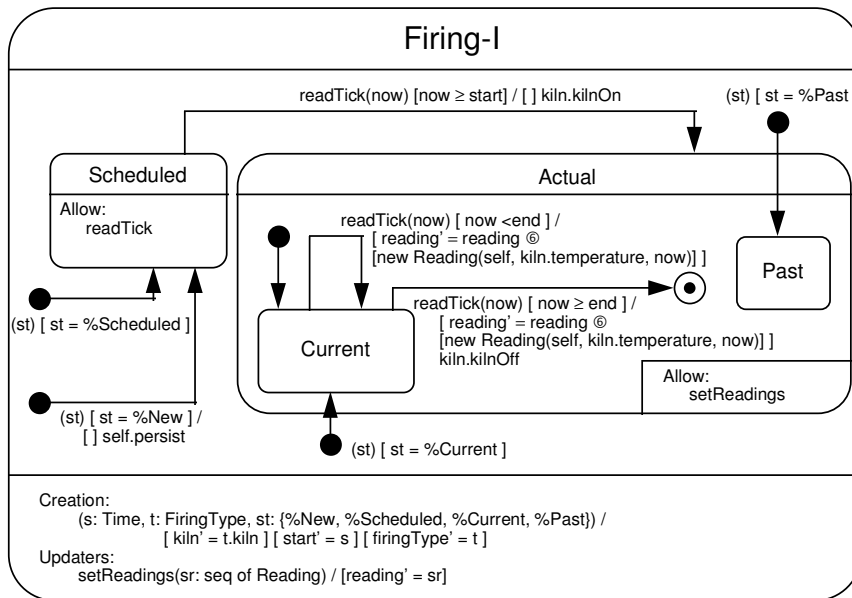 Firing-I
readTick(now) [now ≥ start] / [ ] kiln.kilnOn
(st) [ st = %Past
Scheduled
Allow:
readTick
(st) [ st = %Scheduled ]
(st) [ st = %New ] /
[ ] self.persist
Actual
readTick(now) [ now <end ] /
[ reading’ = reading ⑥
[new Reading(self, kiln.temperature, now)] ]
Current
readTick(now) [ now ≥ end ] /
[ reading’ = reading ⑥
[new Reading(self, kiln.temperature, now)] ]
kiln.kilnOff
Past
Allow:
setReadings
(st) [ st = %Current ]
Creation:
(s: Time, t: FiringType, st: {%New, %Scheduled, %Current, %Past}) /
[ kiln’ = t.kiln ] [ start’ = s ] [ firingType’ = t ]
Updaters:
setReadings(sr: seq of Reading) / [reading’ = sr]